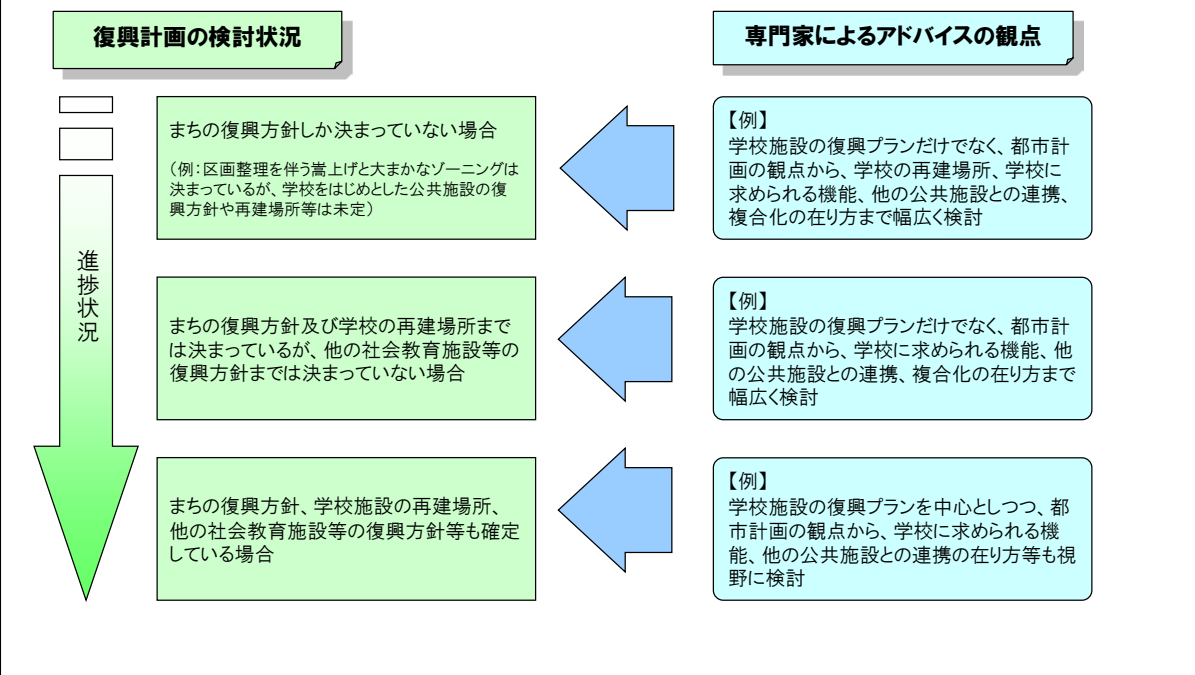 復興計画の検討状況
専門家によるアドバイスの観点
進捗状況
まちの復興方針しか決まっていない場合
（例：区画整理を伴う嵩上げと大まかなゾーニングは
決まっているが、学校をはじめとした公共施設の復
興方針や再建場所等は未定）
【例】
学校施設の復興プランだけでなく、都市計
画の観点から、学校の再建場所、学校に
求められる機能、他の公共施設との連携、
複合化の在り方まで幅広く検討
まちの復興方針及び学校の再建場所まで
は決まっているが、他の社会教育施設等の
復興方針までは決まっていない場合
【例】
学校施設の復興プランだけでなく、都市計
画の観点から、学校に求められる機能、他
の公共施設との連携、複合化の在り方まで
幅広く検討
まちの復興方針、学校施設の再建場所、
他の社会教育施設等の復興方針等も確定
している場合
【例】
学校施設の復興プランを中心としつつ、都
市計画の観点から、学校に求められる機
能、他の公共施設との連携の在り方等も視
野に検討